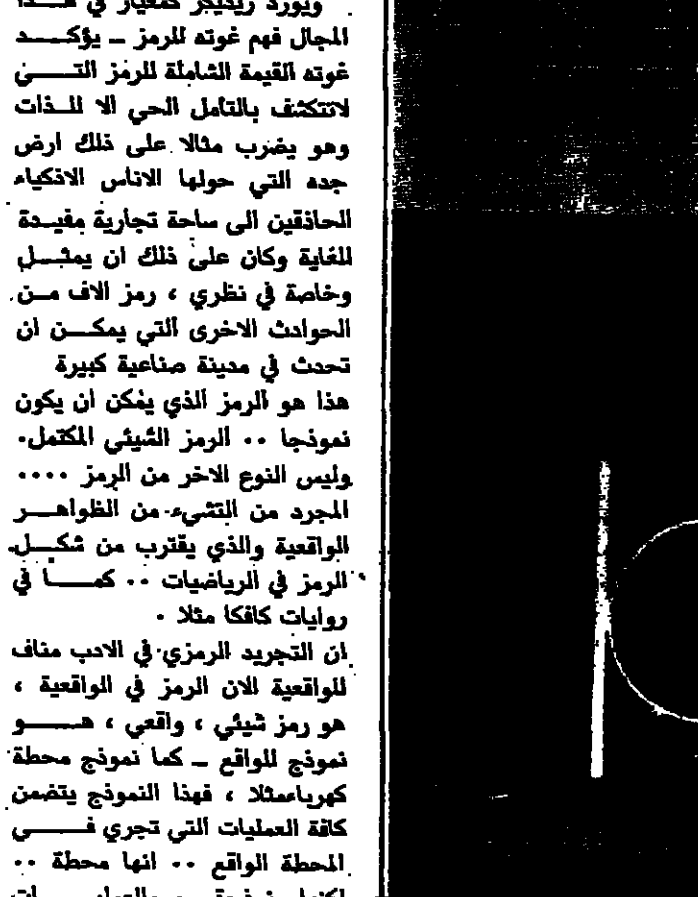 ويورد ريديجر كمعيار في هذا
المجال فهم غوته للرمز ــ يؤكد
غوته القيمة الشاملة للرمز التي
لاتتكشف بالتامل الحي الا للذات
وهو يضرب مثالا على ذلك ارض
جده التي حولها الاناس الاذكياء
الحاذقين الى ساحة تجارية مفيدة
للغاية وكان على ذلك ان يمثل
وخاصة في نظري ، رمز الاف من
الحوادث الاخرى التي يمكن ان
تحدث في مدينة صناعية كبيرة
هذا هو الرمز الذي يمكن ان يكون
نموذجا .. الرمز الشيئي المكتمل.
وليس النوع الاخر من الرمز ....
المجرد من التشيء من الظواهر
الواقعية والذي يقترب من شكل
الرمز في الرياضيات .. كما في
روايات كافكا مثلا .
ان التجريد الرمزي في الادب مناف
للواقعية الان الرمز في الواقعية ،
هو رمز شيئي ، واقعي ، هو
نموذج للواقع ــ كما نموذج محطة
كهرباءمثلا ، فهذا النموذج يتضمن
كافة العمليات التي تجري في
المحطة الواقع .. انها محطة ..